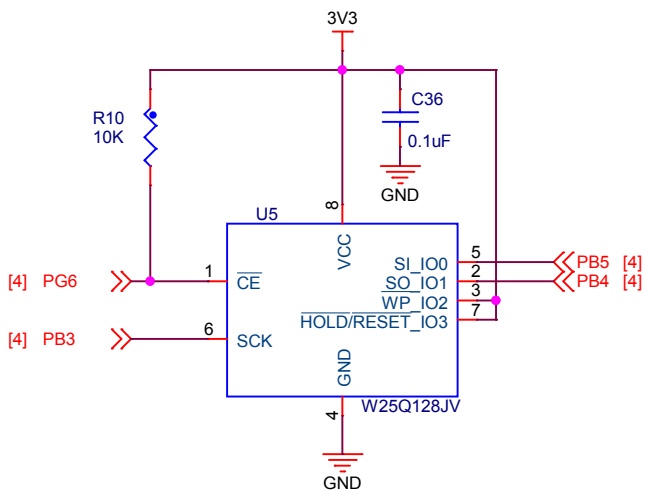 3V3
R10
10K
C36
0.1uF
GND
U5
8
VCC
[4] PG6
1
CE
SI_IO0
5
PB5 [4]
SO_IO1
2
PB4 [4]
WP_IO2
3
[4] PB3
6
SCK
HOLD/RESET_IO3
7
GND
4
W25Q128JV
GND